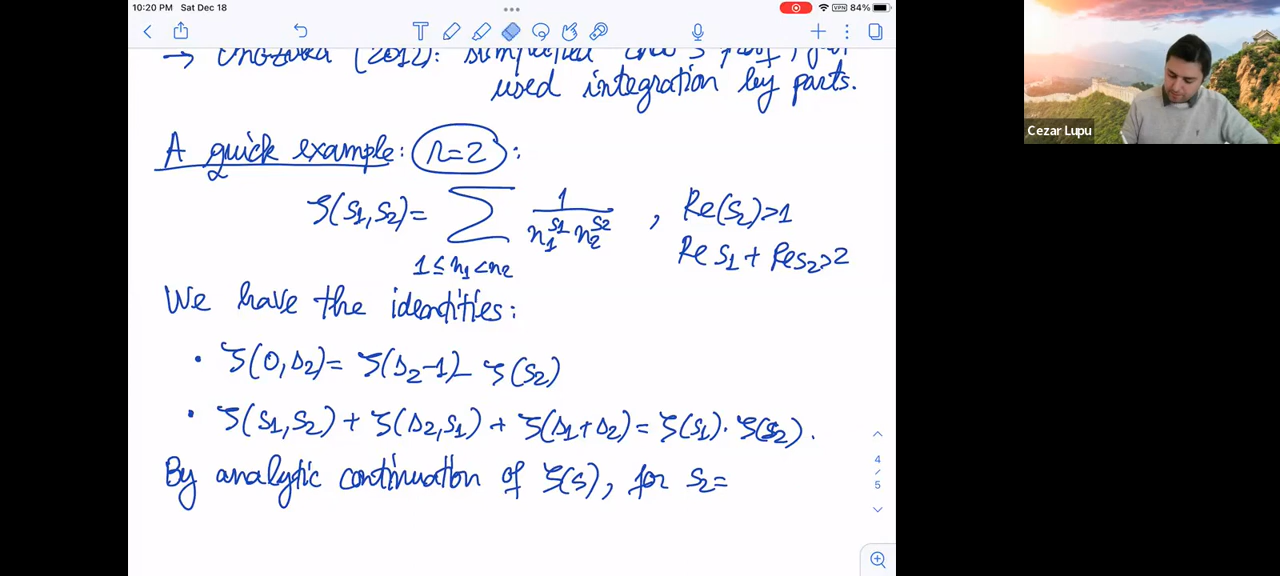 10:20 PM Sat Dec 18
VPN 84%
(2012): simplified
used integration by parts.
A quick example: r=2 :
ζ(s1,s2)= ∑ 1/(n1^s1 n2^s2) , Re(s2)>1
1≤n1<n2 Re s1 + Re s2>2
We have the identities:
• ζ(0,s2)= ζ(s2-1)- ζ(s2)
• ζ(s1,s2) + ζ(s2,s1) + ζ(s1+s2)= ζ(s1)· ζ(s2).
By analytic continuation of ζ(s), for s2=
4
/
5
Cezar Lupu